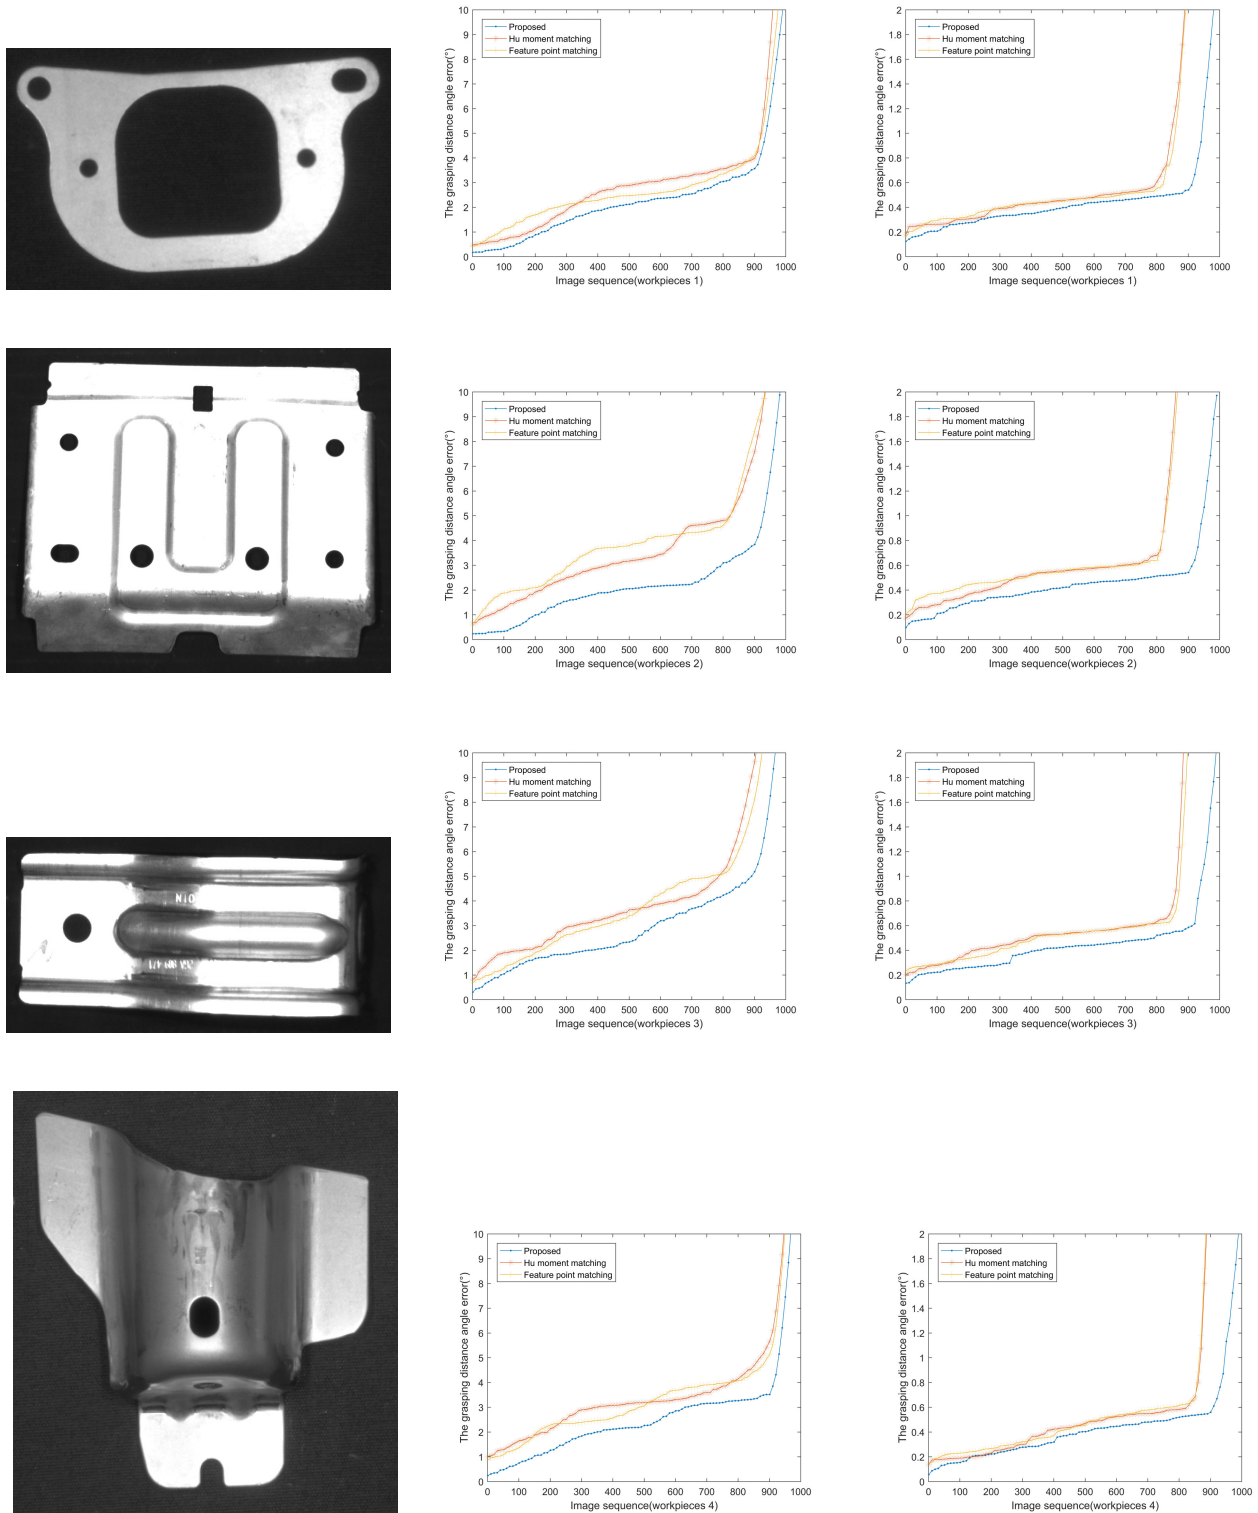 10
9
8
7
6
5
4
3
2
1
0
The grasping distance angle error(°)
Proposed
Hu moment matching
Feature point matching
0 100 200 300 400 500 600 700 800 900 1000
Image sequence(workpieces 1)
2
1.8
1.6
1.4
1.2
1
0.8
0.6
0.4
0.2
0
The grasping distance angle error(°)
Proposed
Hu moment matching
Feature point matching
0 100 200 300 400 500 600 700 800 900 1000
Image sequence(workpieces 1)
10
9
8
7
6
5
4
3
2
1
0
The grasping distance angle error(°)
Proposed
Hu moment matching
Feature point matching
0 100 200 300 400 500 600 700 800 900 1000
Image sequence(workpieces 2)
2
1.8
1.6
1.4
1.2
1
0.8
0.6
0.4
0.2
0
The grasping distance angle error(°)
Proposed
Hu moment matching
Feature point matching
0 100 200 300 400 500 600 700 800 900 1000
Image sequence(workpieces 2)
10
9
8
7
6
5
4
3
2
1
0
The grasping distance angle error(°)
Proposed
Hu moment matching
Feature point matching
0 100 200 300 400 500 600 700 800 900 1000
Image sequence(workpieces 3)
2
1.8
1.6
1.4
1.2
1
0.8
0.6
0.4
0.2
0
The grasping distance angle error(°)
Proposed
Hu moment matching
Feature point matching
0 100 200 300 400 500 600 700 800 900 1000
Image sequence(workpieces 3)
10
9
8
7
6
5
4
3
2
1
0
The grasping distance angle error(°)
Proposed
Hu moment matching
Feature point matching
0 100 200 300 400 500 600 700 800 900 1000
Image sequence(workpieces 4)
2
1.8
1.6
1.4
1.2
1
0.8
0.6
0.4
0.2
0
The grasping distance angle error(°)
Proposed
Hu moment matching
Feature point matching
0 100 200 300 400 500 600 700 800 900 1000
Image sequence(workpieces 4)